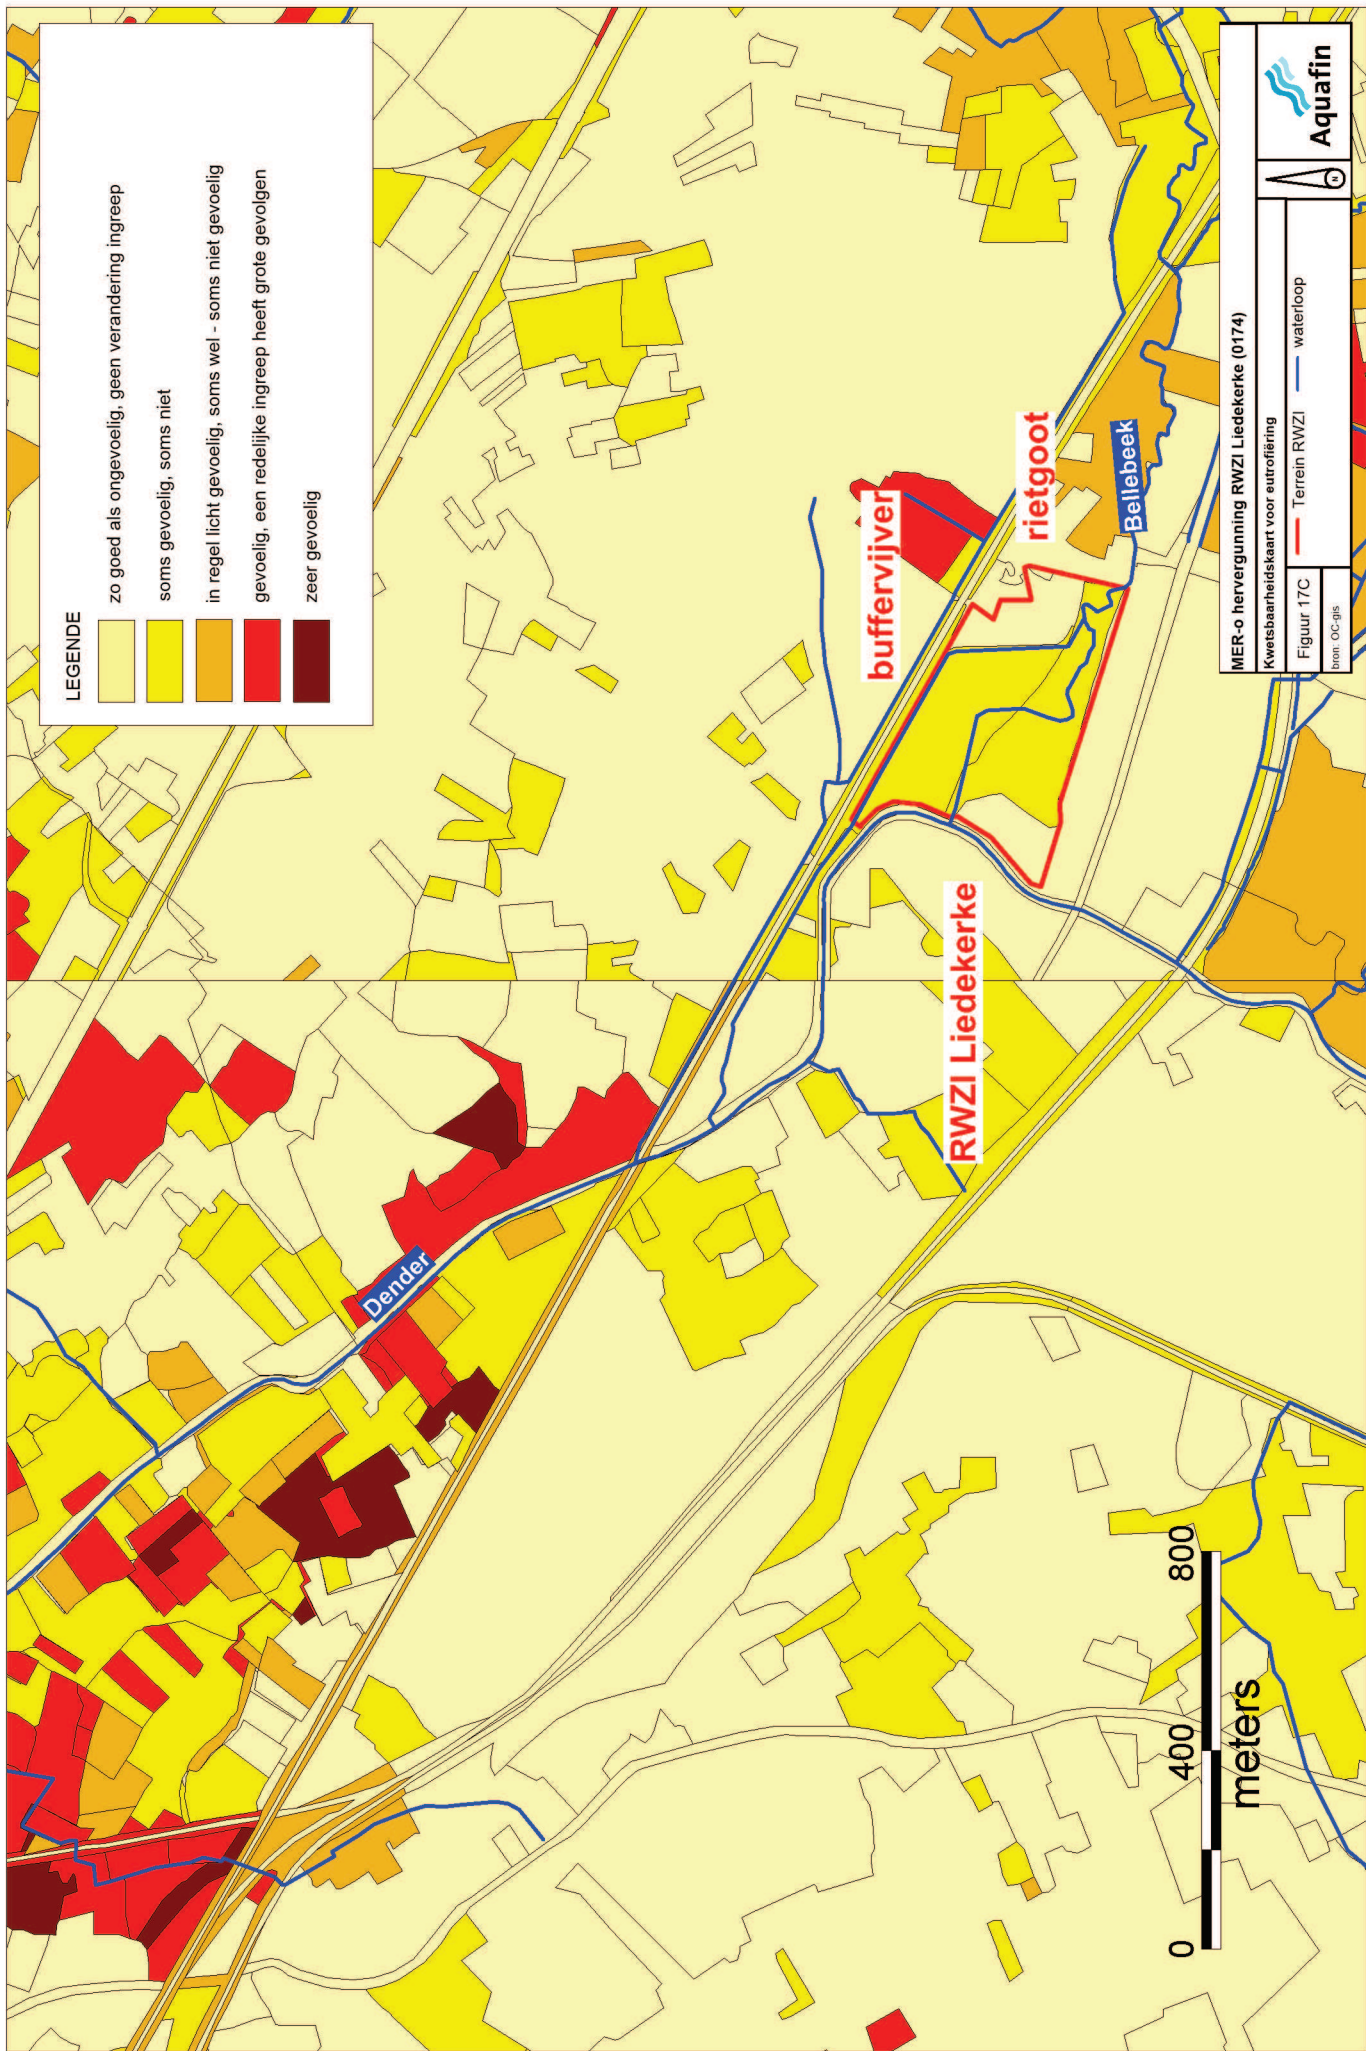 LEGENDE
zo goed als ongevoelig, geen verandering ingreep
soms gevoelig, soms niet
in regel licht gevoelig, soms wel - soms niet gevoelig
gevoelig, een redelijke ingreep heeft grote gevolgen
zeer gevoelig
Dender
buffervijver
rietgoot
Bellebeek
RWZI Liedekerke
0 400 800
meters
MER-o hervergunning RWZI Liedekerke (0174)
Kwetsbaarheidskaart voor eutrofiëring
Figuur 17C
Terrein RWZI
waterloop
bron: OC-gis
N
Aquafin